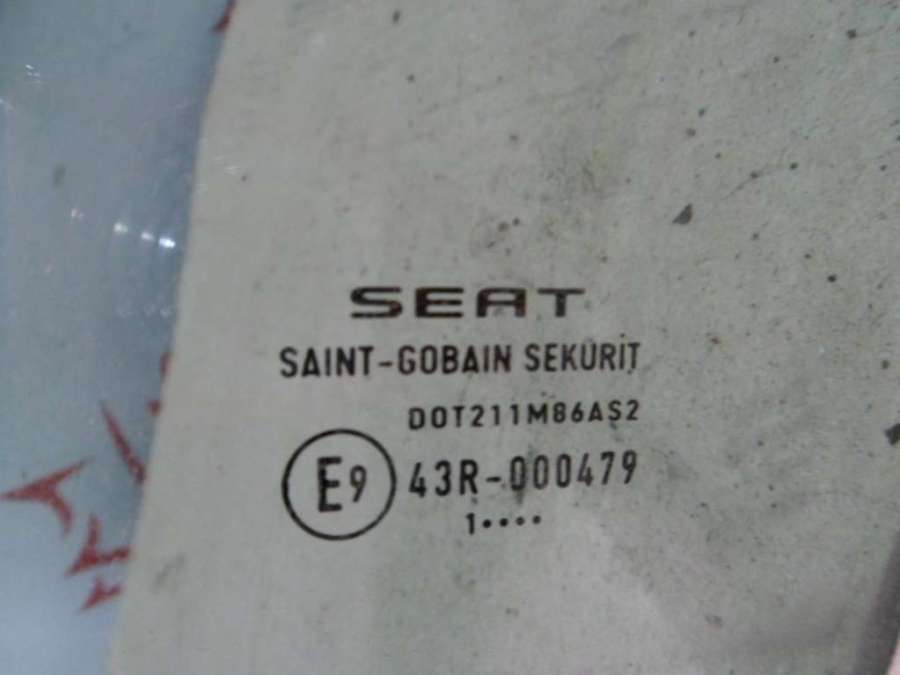 SEAT
SAINT-GOBAIN SEKURIT
DOT211M86AS2
E9 43R-000479
1••••